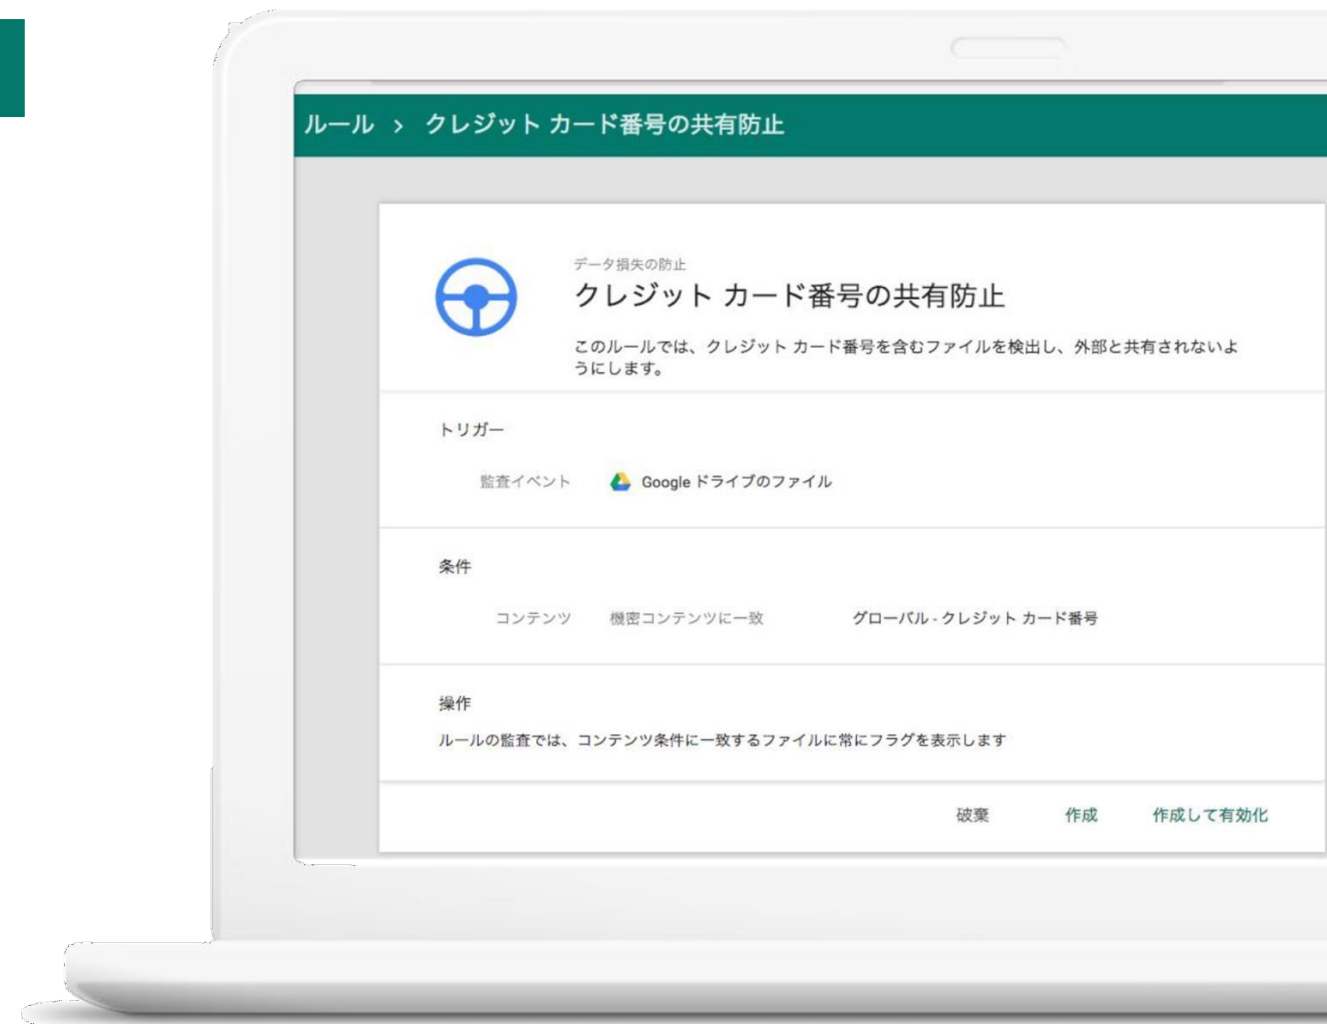 ルール > クレジット カード番号の共有防止
データ損失の防止
クレジット カード番号の共有防止
このルールでは、クレジット カード番号を含むファイルを検出し、外部と共有されないよ
うにします。
トリガー
監査イベント Google ドライブのファイル
条件
コンテンツ 機密コンテンツに一致 グローバル - クレジット カード番号
操作
ルールの監査では、コンテンツ条件に一致するファイルに常にフラグを表示します
破棄 作成 作成して有効化